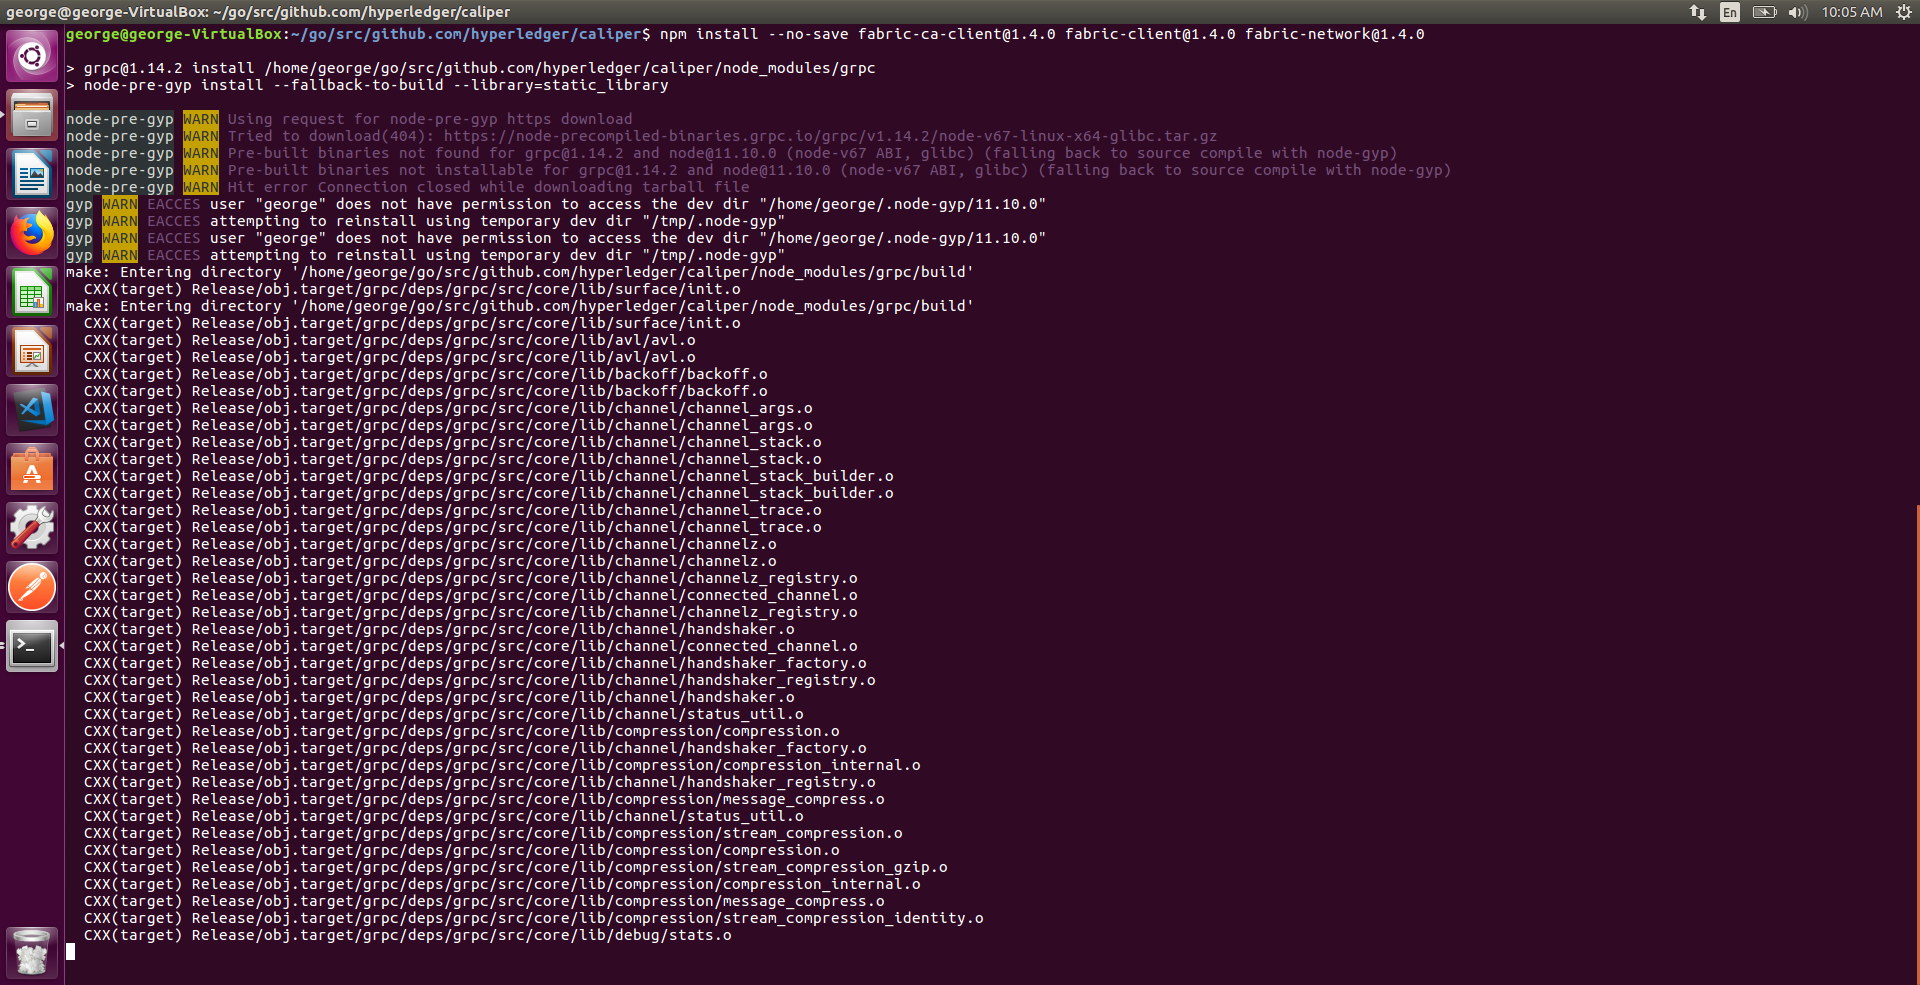 george@george-VirtualBox: ~/go/src/github.com/hyperledger/caliper
En
10:05 AM
george@george-VirtualBox:~/go/src/github.com/hyperledger/caliper$ npm install --no-save fabric-ca-client@1.4.0 fabric-client@1.4.0 fabric-network@1.4.0
> grpc@1.14.2 install /home/george/go/src/github.com/hyperledger/caliper/node_modules/grpc
> node-pre-gyp install --fallback-to-build --library=static_library
node-pre-gyp WARN Using request for node-pre-gyp https download
node-pre-gyp WARN Tried to download(404): https://node-precompiled-binaries.grpc.io/grpc/v1.14.2/node-v67-linux-x64-glibc.tar.gz
node-pre-gyp WARN Pre-built binaries not found for grpc@1.14.2 and node@11.10.0 (node-v67 ABI, glibc) (falling back to source compile with node-gyp)
node-pre-gyp WARN Pre-built binaries not installable for grpc@1.14.2 and node@11.10.0 (node-v67 ABI, glibc) (falling back to source compile with node-gyp)
node-pre-gyp WARN Hit error Connection closed while downloading tarball file
gyp WARN EACCES user "george" does not have permission to access the dev dir "/home/george/.node-gyp/11.10.0"
gyp WARN EACCES attempting to reinstall using temporary dev dir "/tmp/.node-gyp"
gyp WARN EACCES user "george" does not have permission to access the dev dir "/home/george/.node-gyp/11.10.0"
gyp WARN EACCES attempting to reinstall using temporary dev dir "/tmp/.node-gyp"
make: Entering directory '/home/george/go/src/github.com/hyperledger/caliper/node_modules/grpc/build'
CXX(target) Release/obj.target/grpc/deps/grpc/src/core/lib/surface/init.o
make: Entering directory '/home/george/go/src/github.com/hyperledger/caliper/node_modules/grpc/build'
CXX(target) Release/obj.target/grpc/deps/grpc/src/core/lib/surface/init.o
CXX(target) Release/obj.target/grpc/deps/grpc/src/core/lib/avl/avl.o
CXX(target) Release/obj.target/grpc/deps/grpc/src/core/lib/avl/avl.o
CXX(target) Release/obj.target/grpc/deps/grpc/src/core/lib/backoff/backoff.o
CXX(target) Release/obj.target/grpc/deps/grpc/src/core/lib/backoff/backoff.o
CXX(target) Release/obj.target/grpc/deps/grpc/src/core/lib/channel/channel_args.o
CXX(target) Release/obj.target/grpc/deps/grpc/src/core/lib/channel/channel_args.o
CXX(target) Release/obj.target/grpc/deps/grpc/src/core/lib/channel/channel_stack.o
CXX(target) Release/obj.target/grpc/deps/grpc/src/core/lib/channel/channel_stack.o
CXX(target) Release/obj.target/grpc/deps/grpc/src/core/lib/channel/channel_stack_builder.o
CXX(target) Release/obj.target/grpc/deps/grpc/src/core/lib/channel/channel_stack_builder.o
CXX(target) Release/obj.target/grpc/deps/grpc/src/core/lib/channel/channel_trace.o
CXX(target) Release/obj.target/grpc/deps/grpc/src/core/lib/channel/channel_trace.o
CXX(target) Release/obj.target/grpc/deps/grpc/src/core/lib/channel/channelz.o
CXX(target) Release/obj.target/grpc/deps/grpc/src/core/lib/channel/channelz.o
CXX(target) Release/obj.target/grpc/deps/grpc/src/core/lib/channel/channelz_registry.o
CXX(target) Release/obj.target/grpc/deps/grpc/src/core/lib/channel/connected_channel.o
CXX(target) Release/obj.target/grpc/deps/grpc/src/core/lib/channel/channelz_registry.o
CXX(target) Release/obj.target/grpc/deps/grpc/src/core/lib/channel/handshaker.o
CXX(target) Release/obj.target/grpc/deps/grpc/src/core/lib/channel/connected_channel.o
CXX(target) Release/obj.target/grpc/deps/grpc/src/core/lib/channel/handshaker_factory.o
CXX(target) Release/obj.target/grpc/deps/grpc/src/core/lib/channel/handshaker_registry.o
CXX(target) Release/obj.target/grpc/deps/grpc/src/core/lib/channel/handshaker.o
CXX(target) Release/obj.target/grpc/deps/grpc/src/core/lib/channel/status_util.o
CXX(target) Release/obj.target/grpc/deps/grpc/src/core/lib/compression/compression.o
CXX(target) Release/obj.target/grpc/deps/grpc/src/core/lib/channel/handshaker_factory.o
CXX(target) Release/obj.target/grpc/deps/grpc/src/core/lib/compression/compression_internal.o
CXX(target) Release/obj.target/grpc/deps/grpc/src/core/lib/channel/handshaker_registry.o
CXX(target) Release/obj.target/grpc/deps/grpc/src/core/lib/compression/message_compress.o
CXX(target) Release/obj.target/grpc/deps/grpc/src/core/lib/channel/status_util.o
CXX(target) Release/obj.target/grpc/deps/grpc/src/core/lib/compression/stream_compression.o
CXX(target) Release/obj.target/grpc/deps/grpc/src/core/lib/compression/compression.o
CXX(target) Release/obj.target/grpc/deps/grpc/src/core/lib/compression/stream_compression_gzip.o
CXX(target) Release/obj.target/grpc/deps/grpc/src/core/lib/compression/compression_internal.o
CXX(target) Release/obj.target/grpc/deps/grpc/src/core/lib/compression/message_compress.o
CXX(target) Release/obj.target/grpc/deps/grpc/src/core/lib/compression/stream_compression_identity.o
CXX(target) Release/obj.target/grpc/deps/grpc/src/core/lib/debug/stats.o